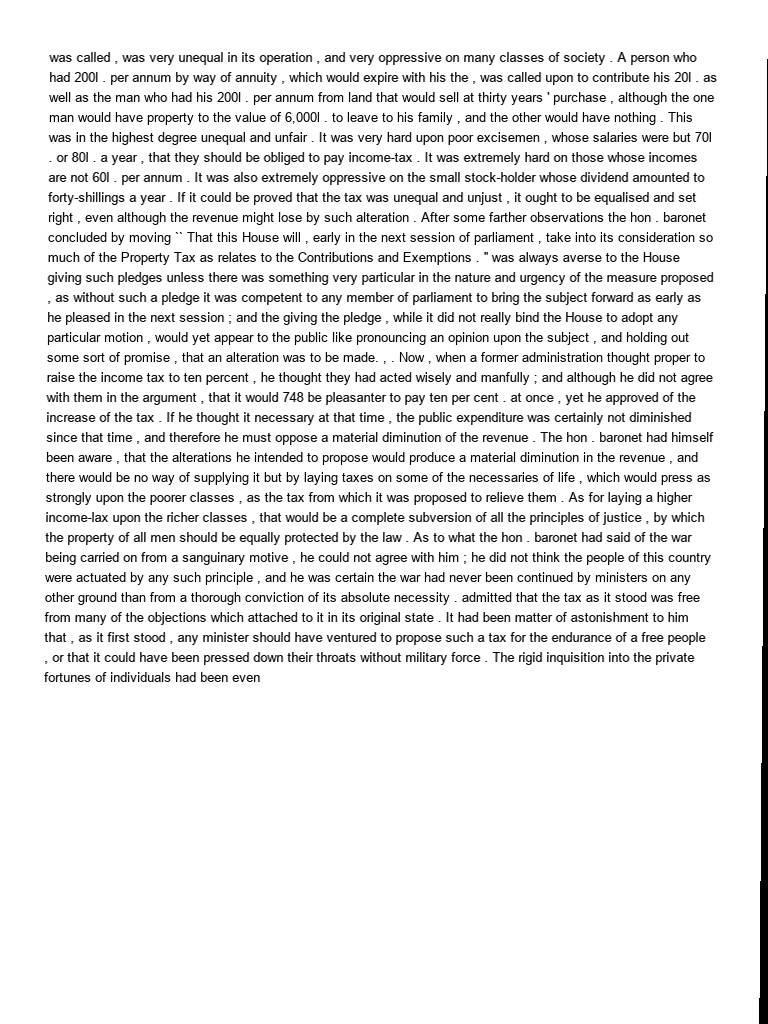 was called , was very unequal in its operation , and very oppressive on many classes of society . A person who
had 200l . per annum by way of annuity , which would expire with his the , was called upon to contribute his 20l . as
well as the man who had his 200l . per annum from land that would sell at thirty years ' purchase , although the one
man would have property to the value of 6,000l . to leave to his family , and the other would have nothing . This
was in the highest degree unequal and unfair . It was very hard upon poor excisemen , whose salaries were but 70l
. or 80l . a year , that they should be obliged to pay income-tax . It was extremely hard on those whose incomes
are not 60l . per annum . It was also extremely oppressive on the small stock-holder whose dividend amounted to
forty-shillings a year . If it could be proved that the tax was unequal and unjust , it ought to be equalised and set
right , even although the revenue might lose by such alteration . After some farther observations the hon . baronet
concluded by moving `` That this House will , early in the next session of parliament , take into its consideration so
much of the Property Tax as relates to the Contributions and Exemptions . '' was always averse to the House
giving such pledges unless there was something very particular in the nature and urgency of the measure proposed
, as without such a pledge it was competent to any member of parliament to bring the subject forward as early as
he pleased in the next session ; and the giving the pledge , while it did not really bind the House to adopt any
particular motion , would yet appear to the public like pronouncing an opinion upon the subject , and holding out
some sort of promise , that an alteration was to be made. , . Now , when a former administration thought proper to
raise the income tax to ten percent , he thought they had acted wisely and manfully ; and although he did not agree
with them in the argument , that it would 748 be pleasanter to pay ten per cent . at once , yet he approved of the
increase of the tax . If he thought it necessary at that time , the public expenditure was certainly not diminished
since that time , and therefore he must oppose a material diminution of the revenue . The hon . baronet had himself
been aware , that the alterations he intended to propose would produce a material diminution in the revenue , and
there would be no way of supplying it but by laying taxes on some of the necessaries of life , which would press as
strongly upon the poorer classes , as the tax from which it was proposed to relieve them . As for laying a higher
income-lax upon the richer classes , that would be a complete subversion of all the principles of justice , by which
the property of all men should be equally protected by the law . As to what the hon . baronet had said of the war
being carried on from a sanguinary motive , he could not agree with him ; he did not think the people of this country
were actuated by any such principle , and he was certain the war had never been continued by ministers on any
other ground than from a thorough conviction of its absolute necessity . admitted that the tax as it stood was free
from many of the objections which attached to it in its original state . It had been matter of astonishment to him
that , as it first stood , any minister should have ventured to propose such a tax for the endurance of a free people
, or that it could have been pressed down their throats without military force . The rigid inquisition into the private
fortunes of individuals had been even